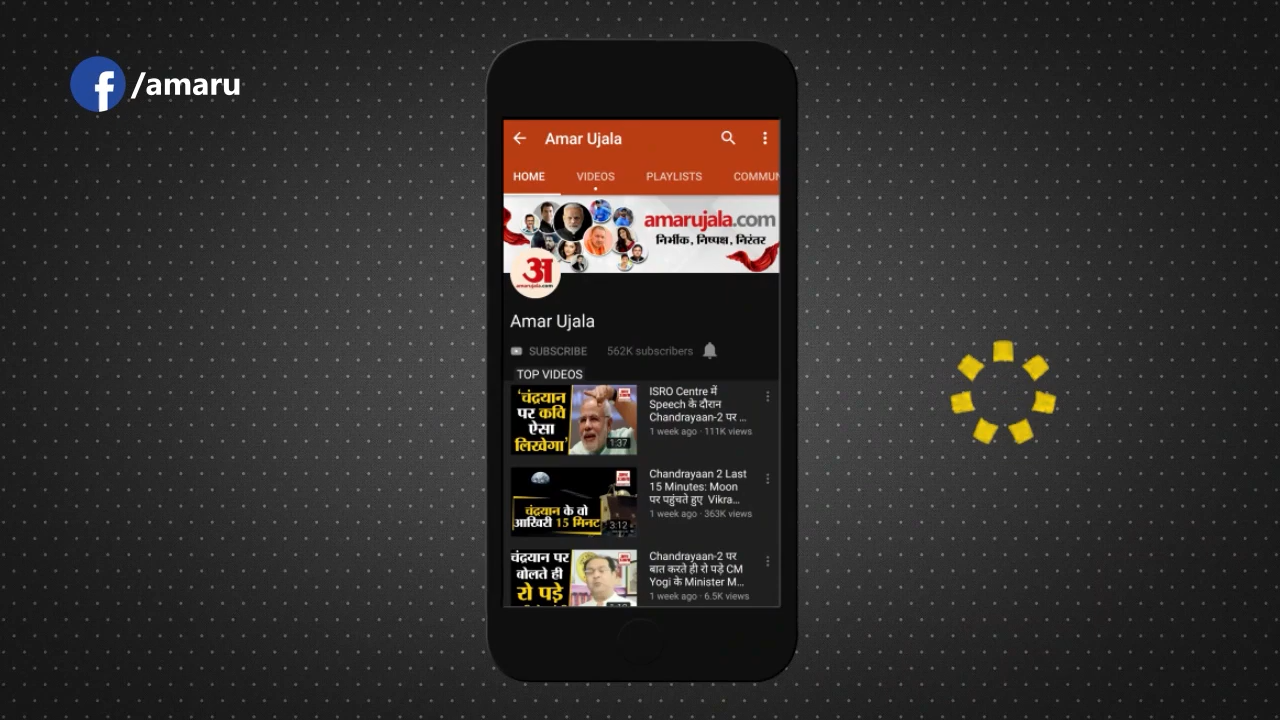 /amaru
Amar Ujala
HOME VIDEOS PLAYLISTS COMMUN
amarujala.com
निर्भीक, निष्पक्ष, निरंतर
अ
amarujala.com
Amar Ujala
SUBSCRIBE 562K subscribers
TOP VIDEOS
'चंद्रयान
पर कवि
ऐसा
लिखेगा'
1:37
ISRO Centre में
Speech के दौरान
Chandrayaan-2 पर ...
1 week ago · 111K views
चंद्रयान के वो
आखिरी 15 मिनट
3:12
Chandrayaan 2 Last
15 Minutes: Moon
पर पहुंचते हुए Vikra...
1 week ago · 363K views
चंद्रयान पर
बोलते ही
रो पड़े
Chandrayaan-2 पर
बात करते ही रो पड़े CM
Yogi के Minister M...
1 week ago · 6.5K views